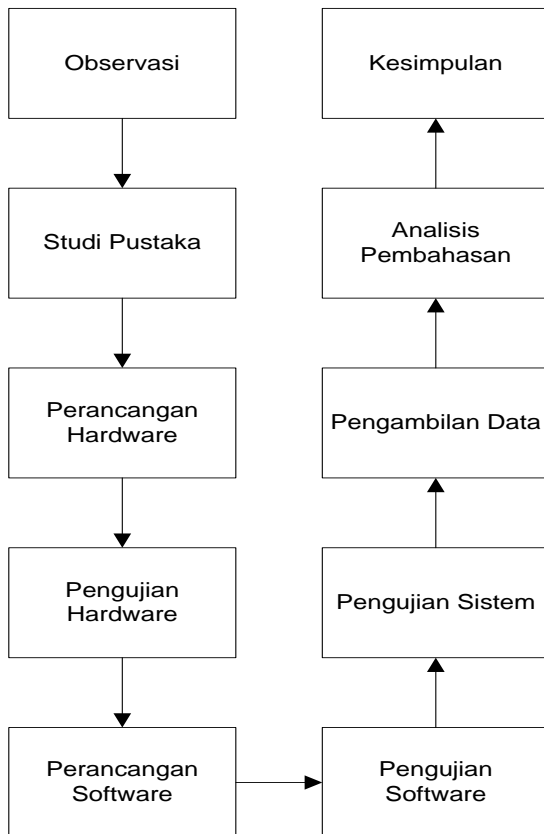 Observasi
Studi Pustaka
Perancangan
Hardware
Pengujian
Hardware
Perancangan
Software
Pengujian
Software
Pengujian Sistem
Pengambilan Data
Analisis
Pembahasan
Kesimpulan